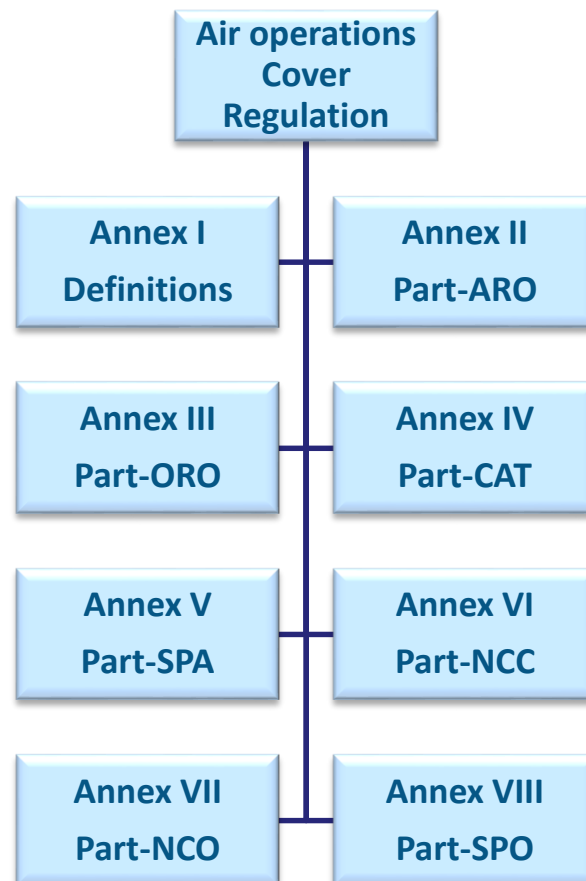 Air operations
Cover
Regulation
Annex I
Definitions
Annex II
Part-ARO
Annex III
Part-ORO
Annex IV
Part-CAT
Annex V
Part-SPA
Annex VI
Part-NCC
Annex VII
Part-NCO
Annex VIII
Part-SPO